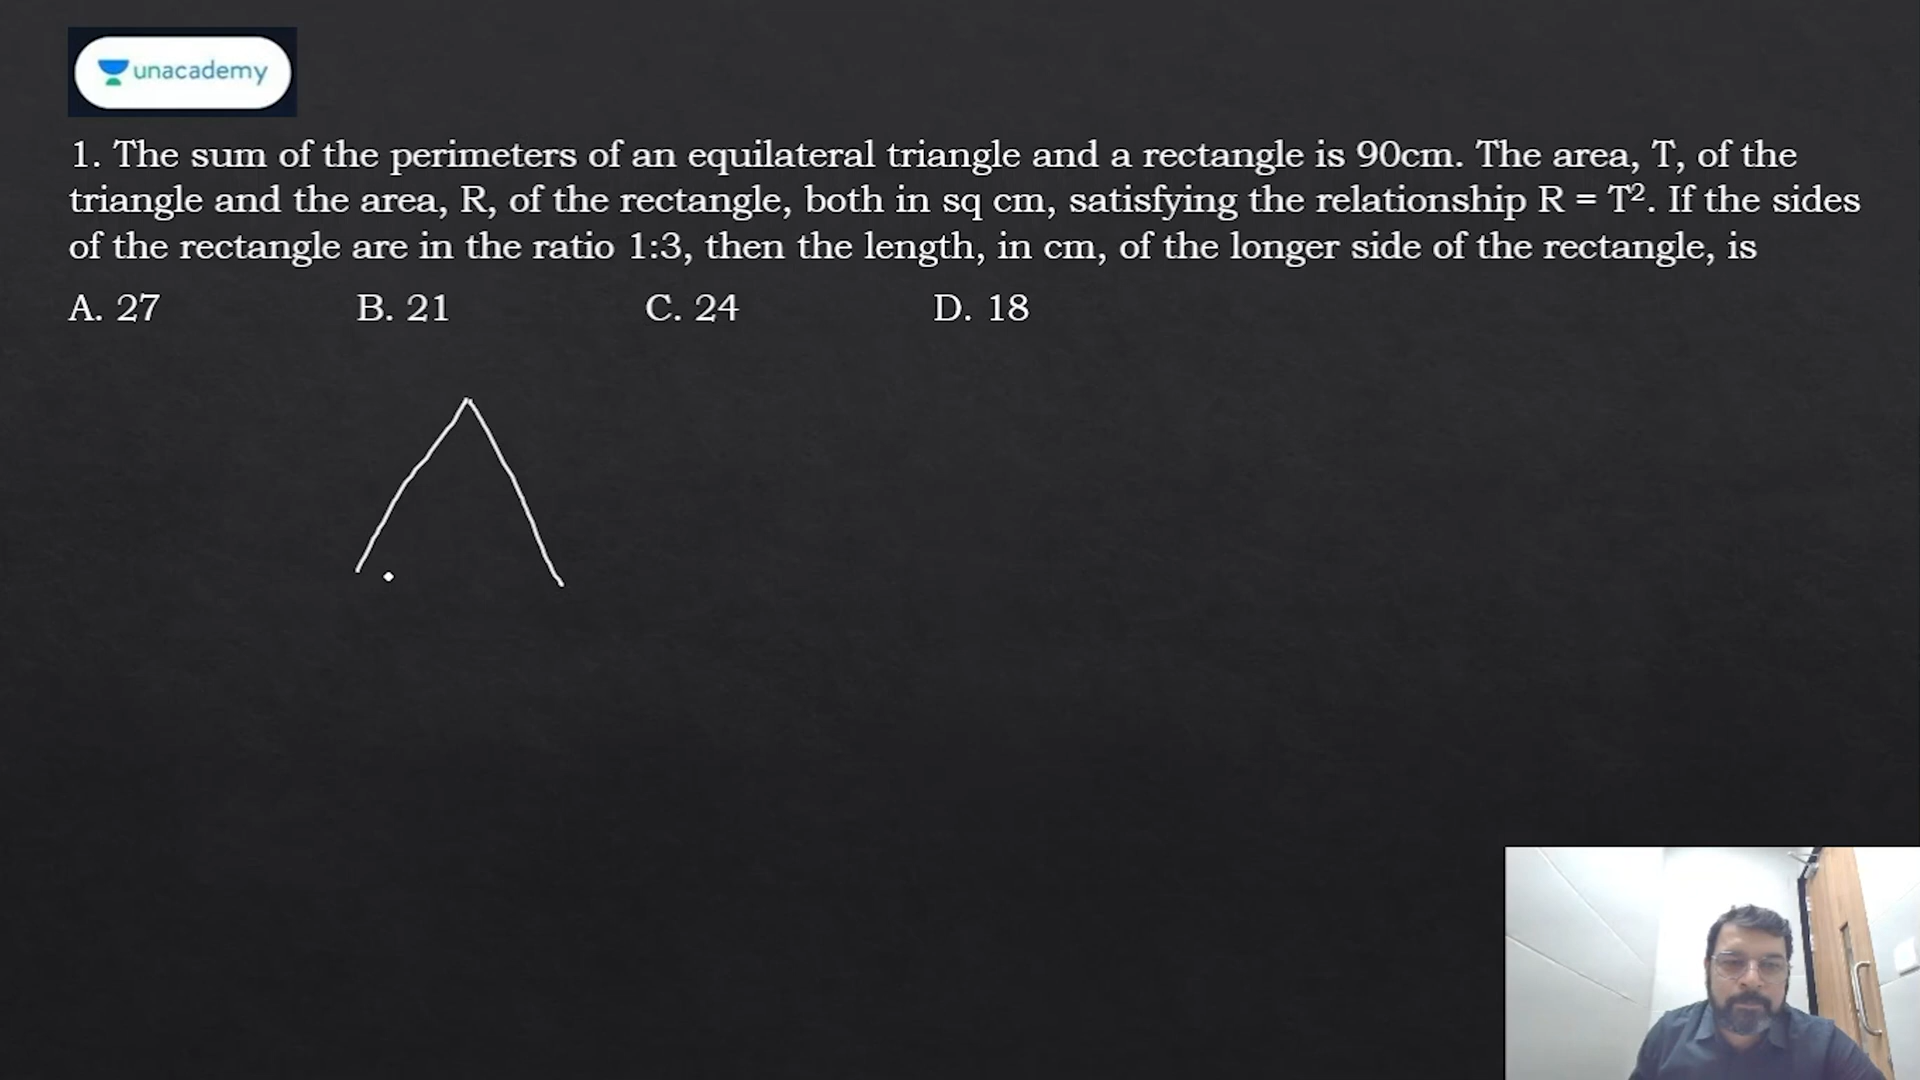 unacademy
1. The sum of the perimeters of an equilateral triangle and a rectangle is 90cm. The area, T, of the
triangle and the area, R, of the rectangle, both in sq cm, satisfying the relationship R = T². If the sides
of the rectangle are in the ratio 1:3, then the length, in cm, of the longer side of the rectangle, is
A. 27 B. 21 C. 24 D. 18